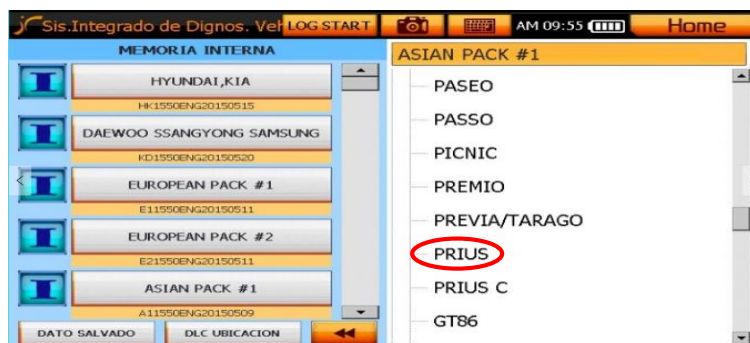 Sis.Integrado de Dignos. Veh LOG START AM 09:55 Home
MEMORIA INTERNA
HYUNDAI,KIA
HK1550ENG20150515
DAEWOO SSANGYONG SAMSUNG
KD1550ENG20150520
EUROPEAN PACK #1
E11550ENG20150511
EUROPEAN PACK #2
E21550ENG20150511
ASIAN PACK #1
A11550ENG20150509
DATO SALVADO DLC UBICACION
ASIAN PACK #1
PASEO
PASSO
PICNIC
PREMIO
PREVIA/TARAGO
PRIUS
PRIUS C
GT86